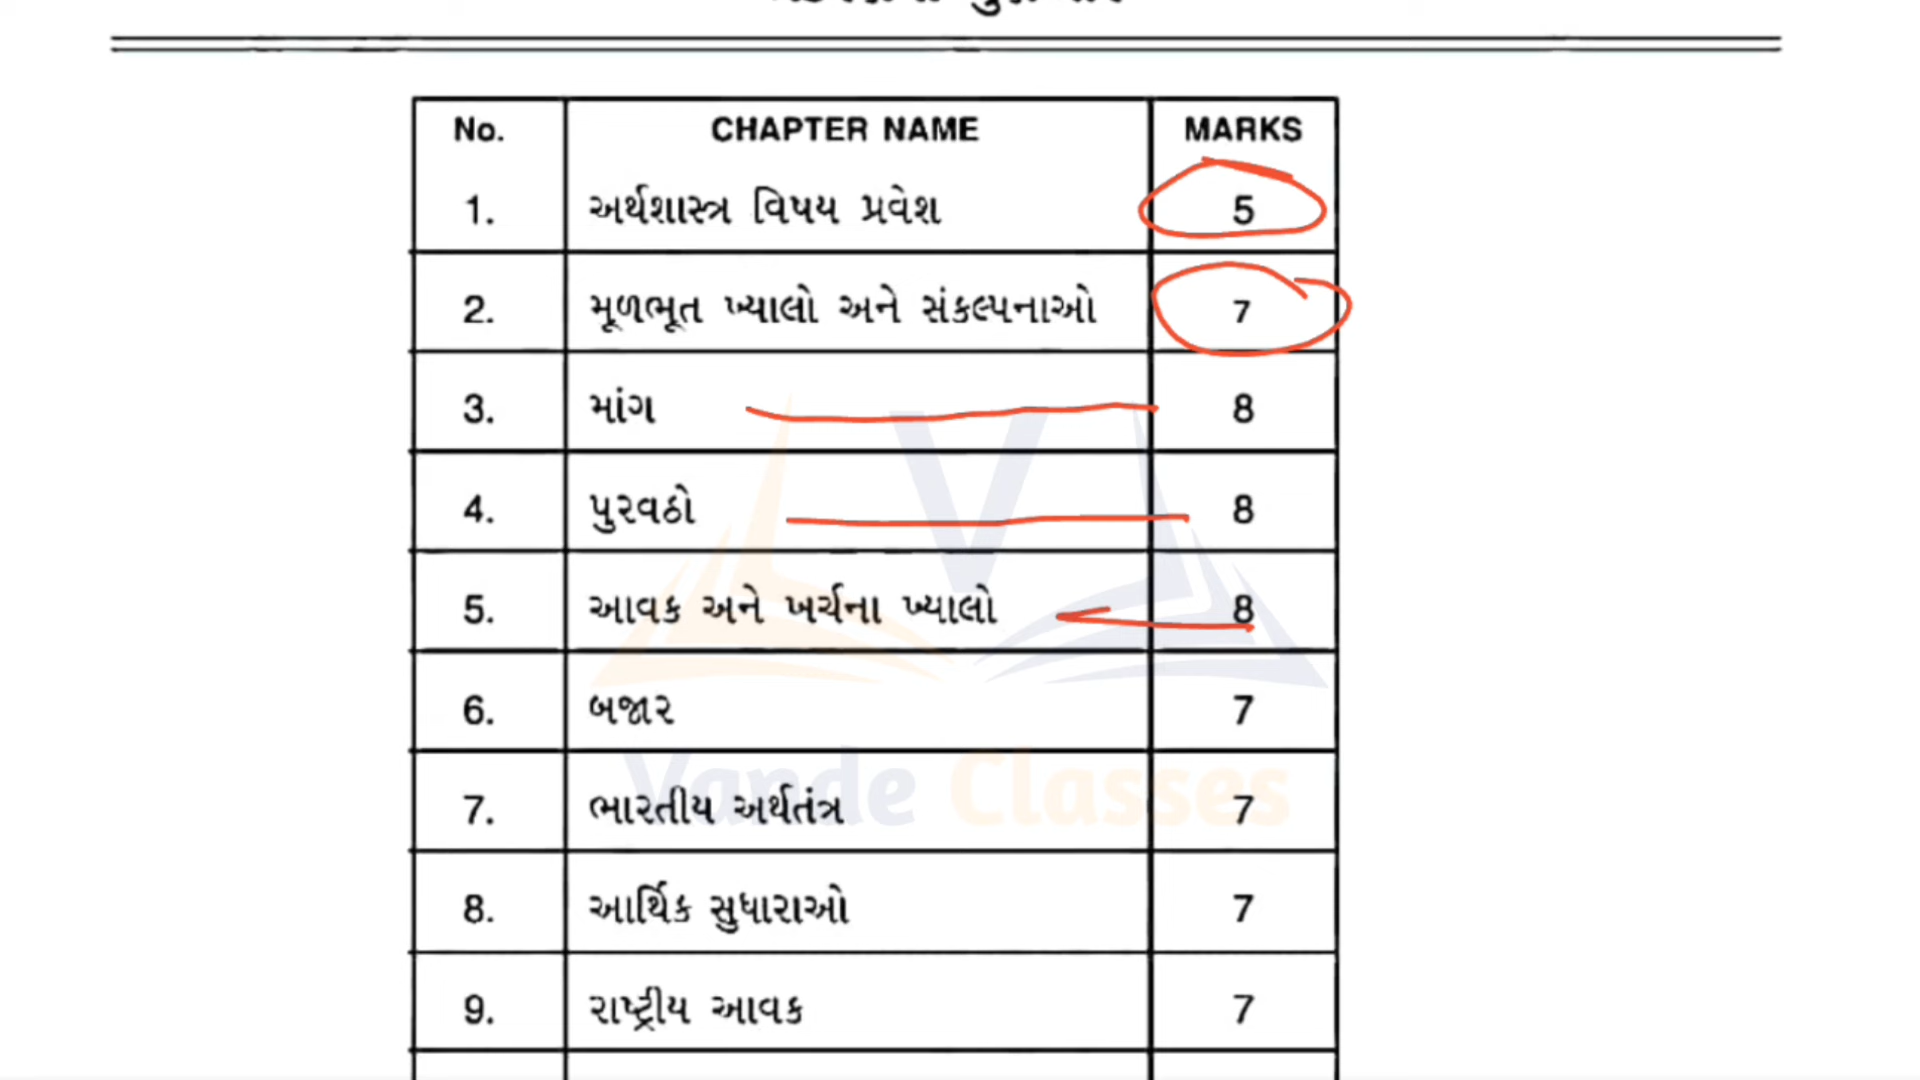 No. CHAPTER NAME MARKS
1. અર્થશાસ્ત્ર વિષય પ્રવેશ 5
2. મૂળભૂત ખ્યાલો અને સંકલ્પનાઓ 7
3. માંગ 8
4. પુરવઠો 8
5. આવક અને ખર્ચના ખ્યાલો 8
6. બજાર 7
7. ભારતીય અર્થતંત્ર 7
8. આર્થિક સુધારાઓ 7
9. રાષ્ટ્રીય આવક 7
Vande Classes